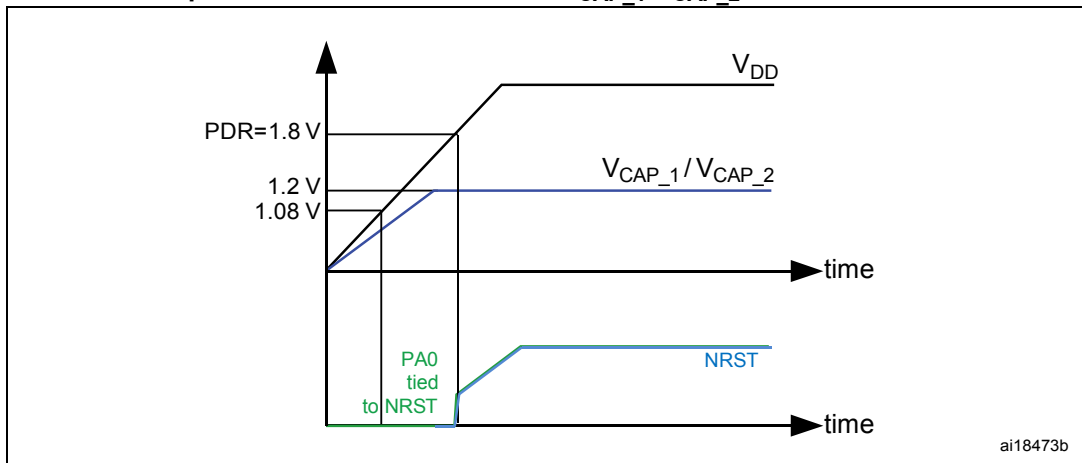 V_DD
PDR=1.8 V
V_CAP_1 / V_CAP_2
1.2 V
1.08 V
time
PA0
tied
to NRST
NRST
time
ai18473b